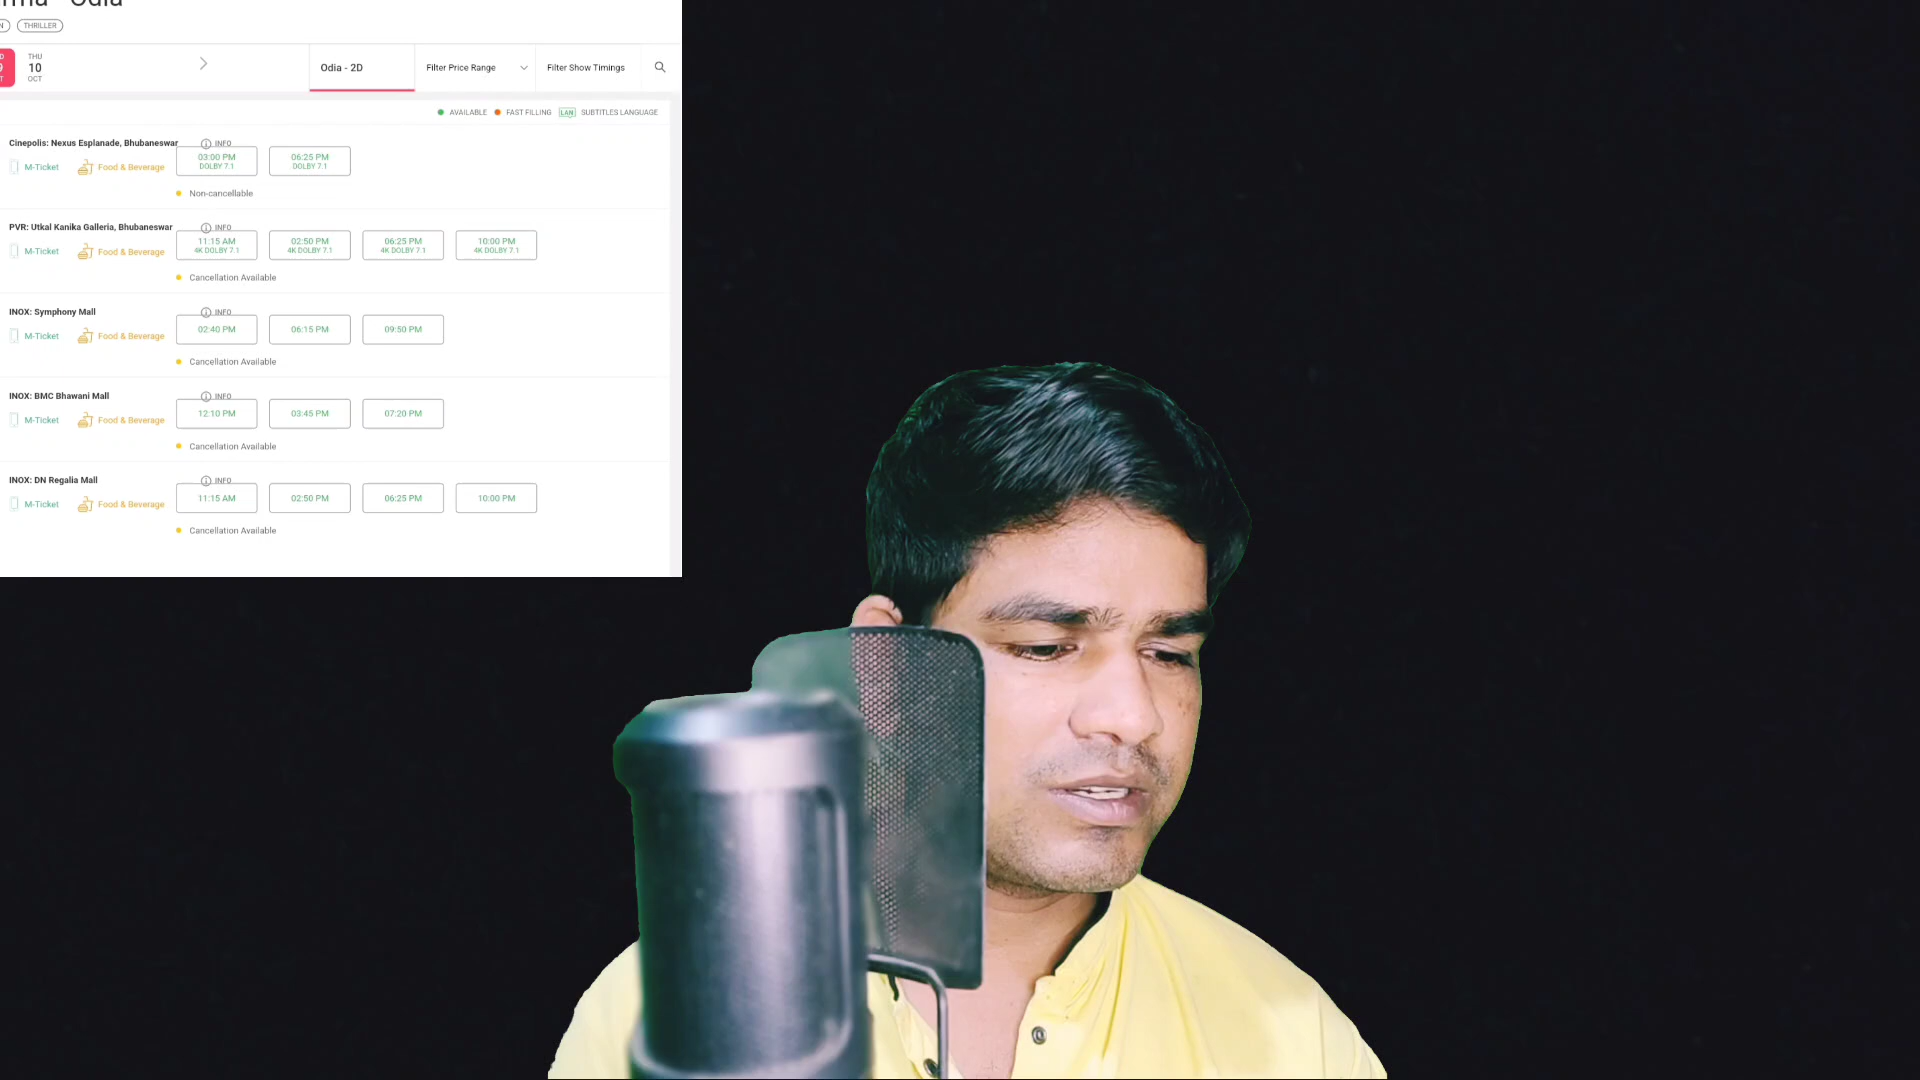 Odia
THRILLER
THU
10
OCT
Odia - 2D
Filter Price Range
Filter Show Timings
AVAILABLE
FAST FILLING
LAN
SUBTITLES LANGUAGE
Cinepolis: Nexus Esplanade, Bhubaneswar
INFO
M-Ticket
Food & Beverage
03:00 PM
DOLBY 7.1
06:25 PM
DOLBY 7.1
Non-cancellable
PVR: Utkal Kanika Galleria, Bhubaneswar
INFO
M-Ticket
Food & Beverage
11:15 AM
4K DOLBY 7.1
02:50 PM
4K DOLBY 7.1
06:25 PM
4K DOLBY 7.1
10:00 PM
4K DOLBY 7.1
Cancellation Available
INOX: Symphony Mall
INFO
M-Ticket
Food & Beverage
02:40 PM
06:15 PM
09:50 PM
Cancellation Available
INOX: BMC Bhawani Mall
INFO
M-Ticket
Food & Beverage
12:10 PM
03:45 PM
07:20 PM
Cancellation Available
INOX: DN Regalia Mall
INFO
M-Ticket
Food & Beverage
11:15 AM
02:50 PM
06:25 PM
10:00 PM
Cancellation Available